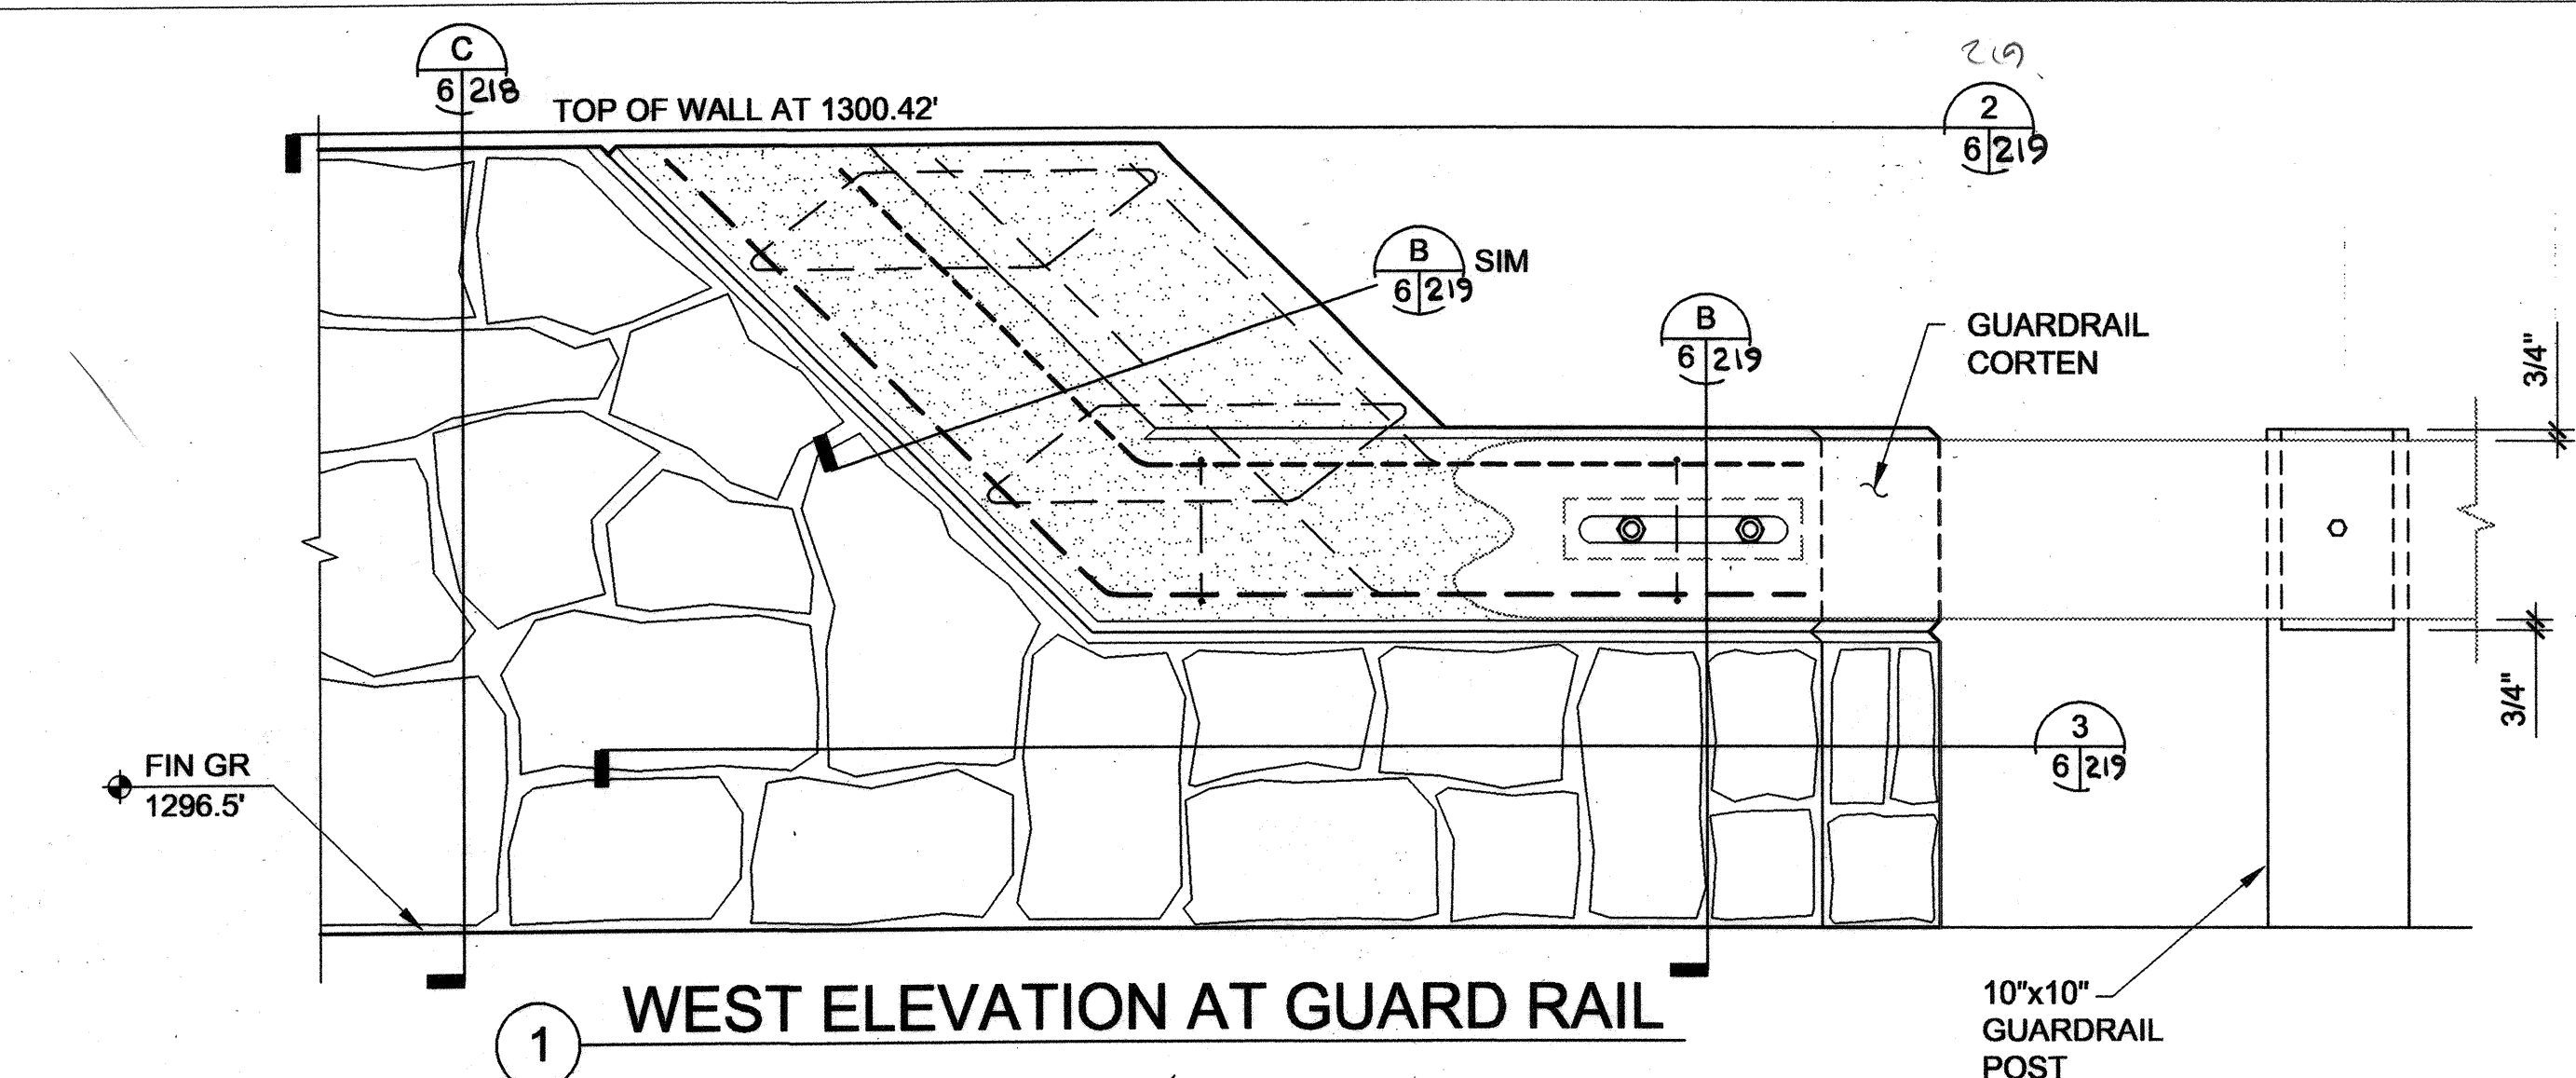 C
6 218
TOP OF WALL AT 1300.42'
219
2
6 219
B SIM
6 219
B
6 219
GUARDRAIL
CORTEN
3/4"
3/4"
3
6 219
FIN GR
1296.5'
10"x10"
GUARDRAIL
POST
1 WEST ELEVATION AT GUARD RAIL